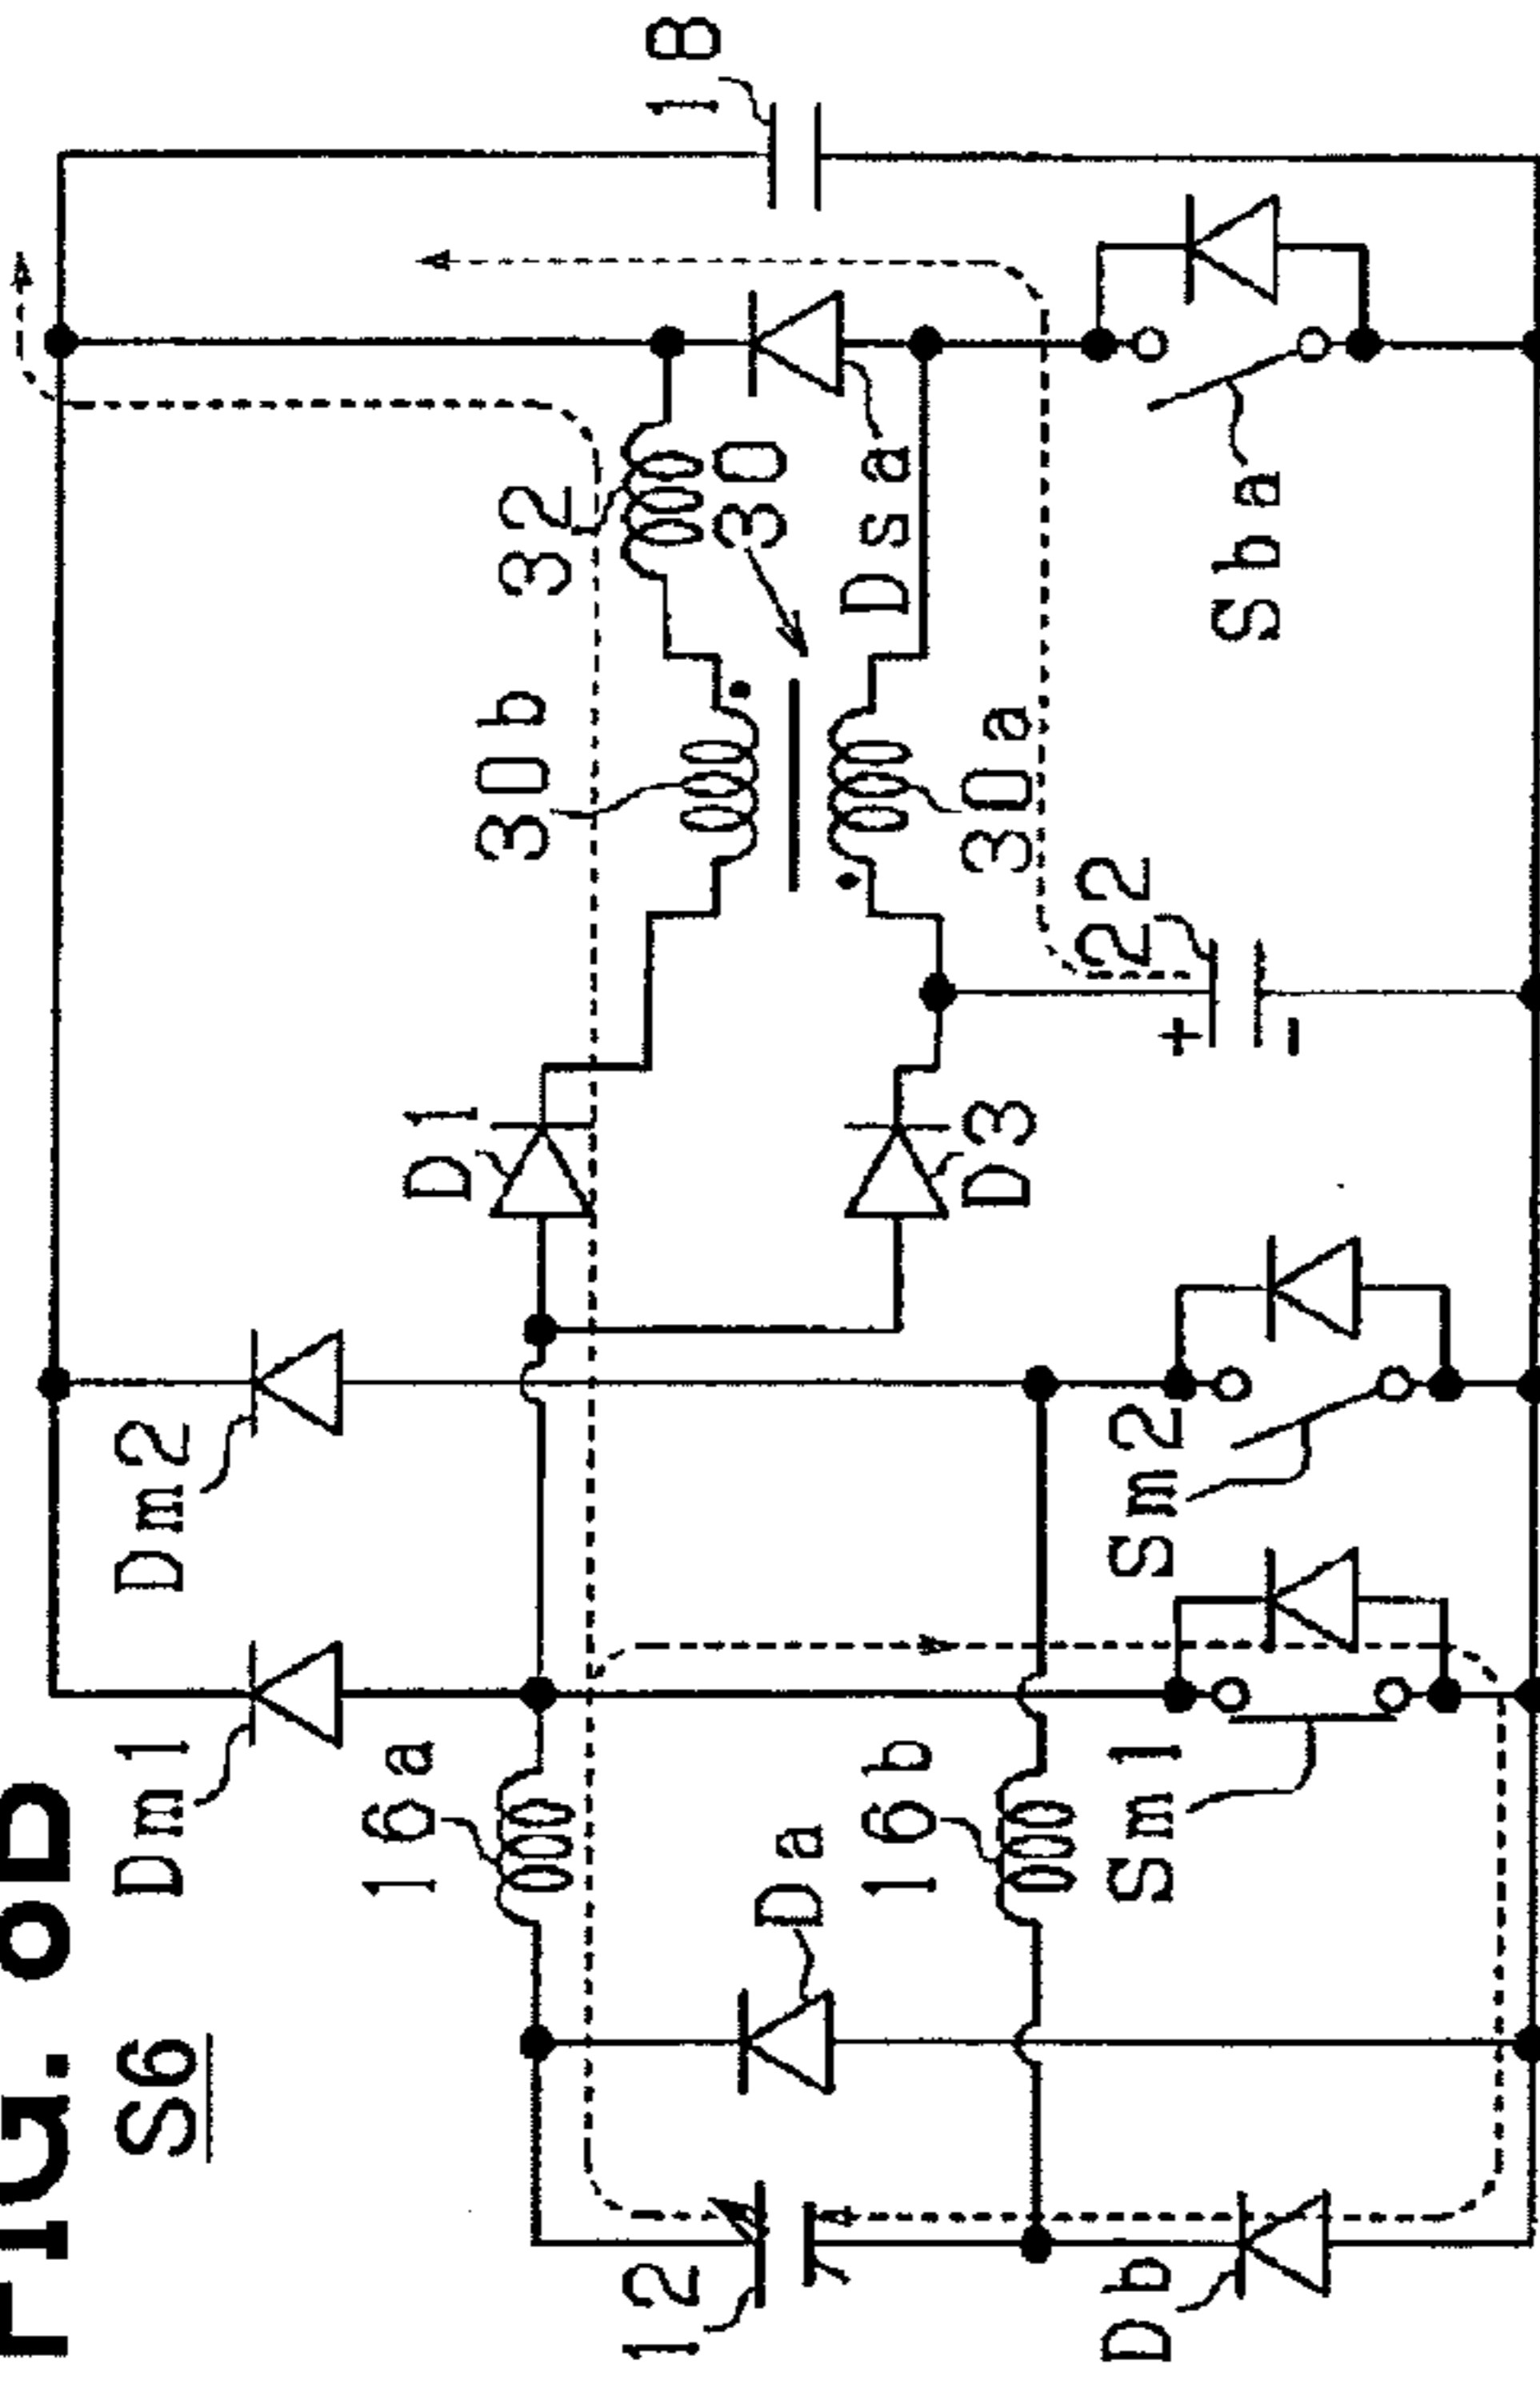 FIG.
S6
Dm1
Dm2
16a
D1
30b
32
12
18
30
Da
Dsa
16b
D3
30a
22
Db
Sm1
Sm2
+
Sba
-